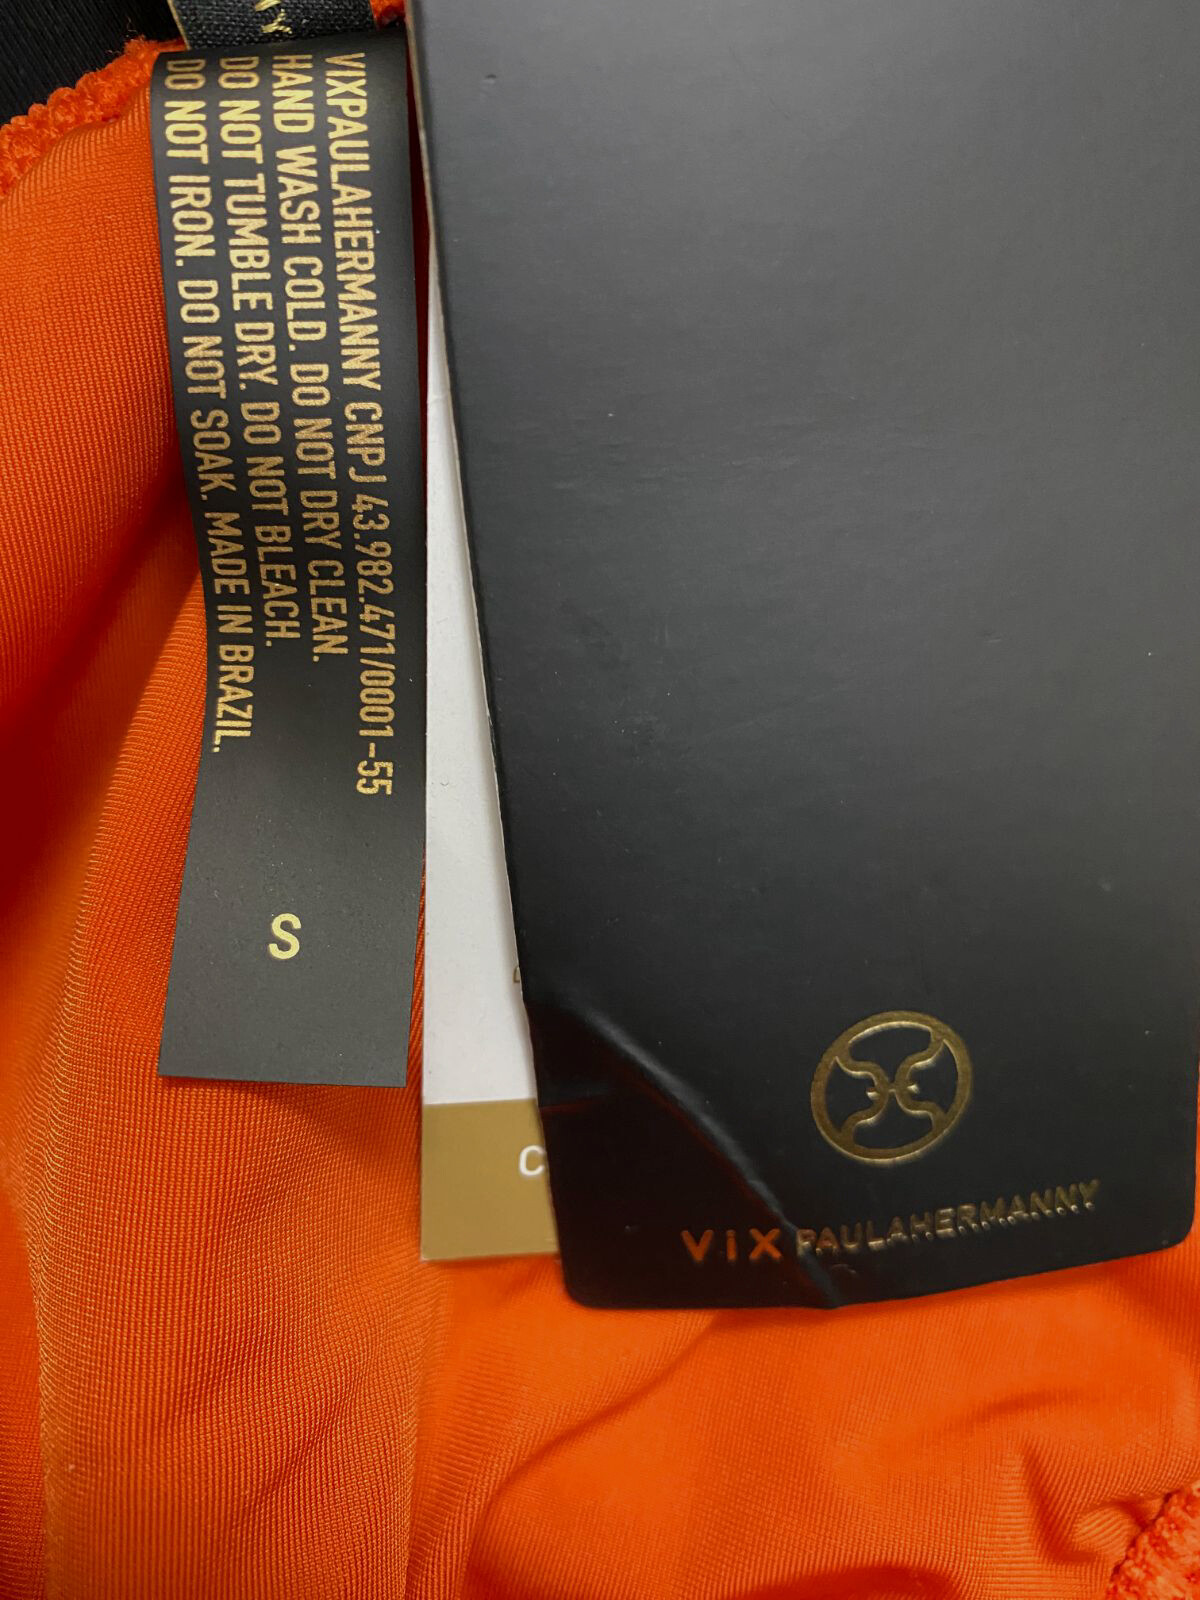 VIXPAULAHERMANNY CNPJ 43.982.471/0001-55
HAND WASH COLD. DO NOT DRY CLEAN.
DO NOT TUMBLE DRY. DO NOT BLEACH.
DO NOT IRON. DO NOT SOAK. MADE IN BRAZIL.
S
C
ViX PAULAHERMANNY